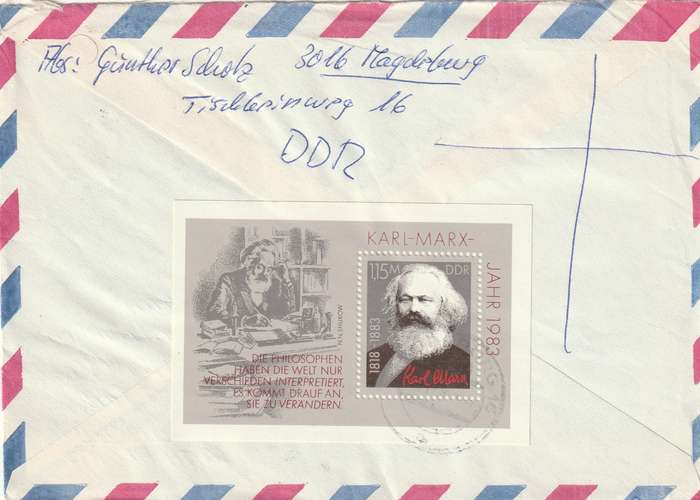 Abs: Günther Scholz 3016 Magdeburg
16
DDR
KARL-MARX-
JAHR 1983
1,15 M DDR
1818-1883
Karl Marx
DIE PHILOSOPHEN
HABEN DIE WELT NUR
VERSCHIEDEN INTERPRETIERT,
ES KOMMT DRAUF AN,
SIE ZU VERÄNDERN.